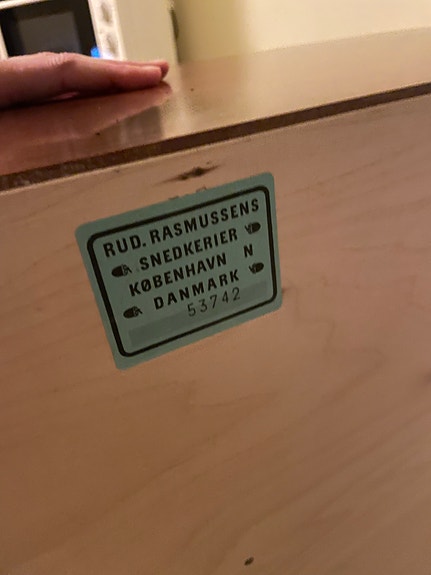 RUD. RASMUSSENS
SNEDKERIER
KØBENHAVN N
DANMARK
53742